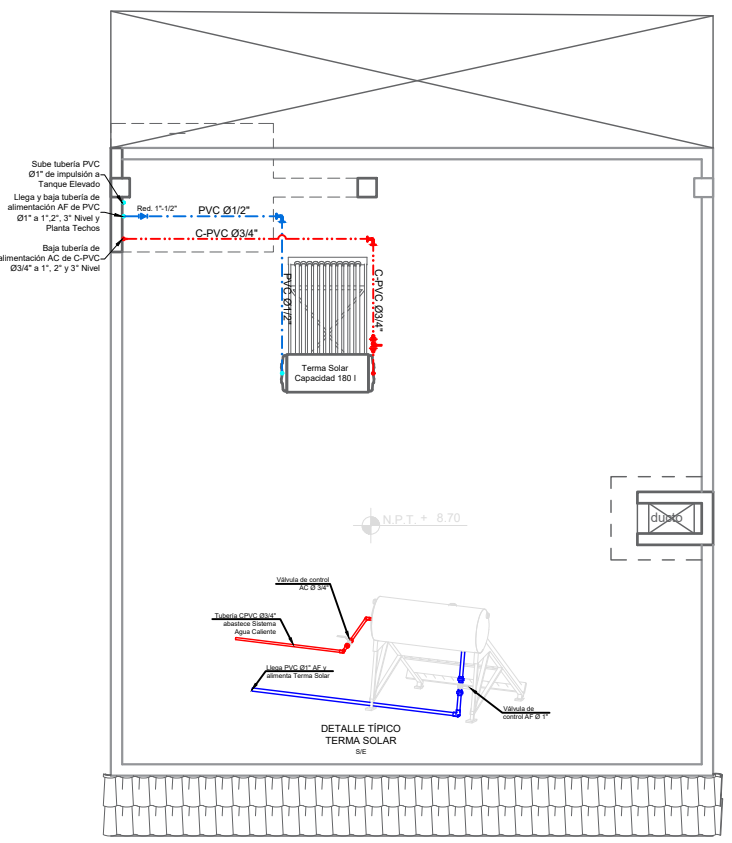 Sube tubería PVC
Ø1" de impulsión a
Tanque Elevado
Llega y baja tubería de
alimentación AF de PVC
Ø1" a 1°,2°, 3° Nivel y
Planta Techos
Baja tubería de
alimentación AC de C-PVC
Ø3/4" a 1°, 2° y 3° Nivel
Red. 1"-1/2"
PVC Ø1/2"
C-PVC Ø3/4"
PVC Ø1/2"
C-PVC Ø3/4"
Terma Solar
Capacidad 180 l
N.P.T. + 8.70
ducto
Válvula de control
AC Ø 3/4"
Tubería CPVC Ø3/4"
abastece Sistema
Agua Caliente
Llega PVC Ø1" AF y
alimenta Terma Solar
Válvula de
control AF Ø 1"
DETALLE TÍPICO
TERMA SOLAR
S/E